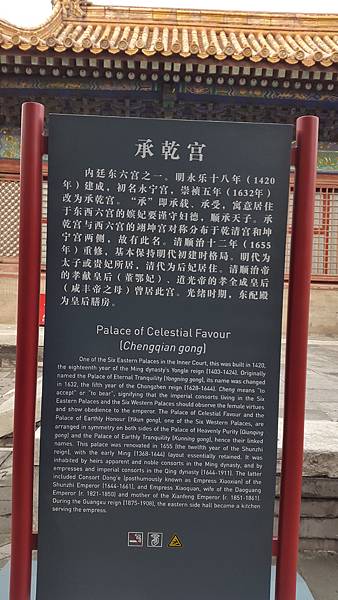 承乾宫
内廷东六宫之一。明永乐十八年（1420
年）建成，初名永宁宫，崇祯五年（1632年）
改为承乾宫。“承”即承载、承受，寓意居住
于东西六宫的嫔妃要谨守妇德，顺承天子。承
乾宫与西六宫的翊坤宫对称分布于乾清宫和坤
宁宫两侧，故有此名。清顺治十二年（1655
年）重修，基本保持明代初建时格局。明代为
太子或贵妃所居，清代为后妃居住。清顺治帝
的孝献皇后（董鄂妃）、道光帝的孝全成皇后
（咸丰帝之母）曾居此宫。光绪时期，东配殿
为皇后膳房。
Palace of Celestial Favour
(Chengqian gong)
One of the Six Eastern Palaces in the Inner Court, this was built in 1420,
the eighteenth year of the Ming dynasty's Yongle reign (1403-1424). Originally
named the Palace of Eternal Tranquility (Yongning gong), its name was changed
in 1632, the fifth year of the Chongzhen reign (1628-1644). Cheng means "to
accept" or "to bear", signifying that the imperial consorts living in the Six
Eastern Palaces and the Six Western Palaces should observe the female virtues
and show obedience to the emperor. The Palace of Celestial Favour and the
Palace of Earthly Honour (Yikun gong), one of the Six Western Palaces, are
arranged in symmetry on both sides of the Palace of Heavenly Purity (Qianqing
gong) and the Palace of Earthly Tranquility (Kunning gong), hence their linked
names. This palace was renovated in 1655 (the twelfth year of the Shunzhi
reign), with the early Ming (1368-1644) layout essentially retained. It was
inhabited by heirs apparent and noble consorts in the Ming dynasty, and by
empresses and imperial consorts in the Qing dynasty (1644-1911). The latter
included Consort Dong'e (posthumously known as Empress Xiaoxian) of the
Shunzhi Emperor (1644-1661), and Empress Xiaoquan, wife of the Daoguang
Emperor (r. 1821-1850) and mother of the Xianfeng Emperor (r. 1851-1861).
During the Guangxu reign (1875-1908), the eastern side hall became a kitchen
serving the empress.